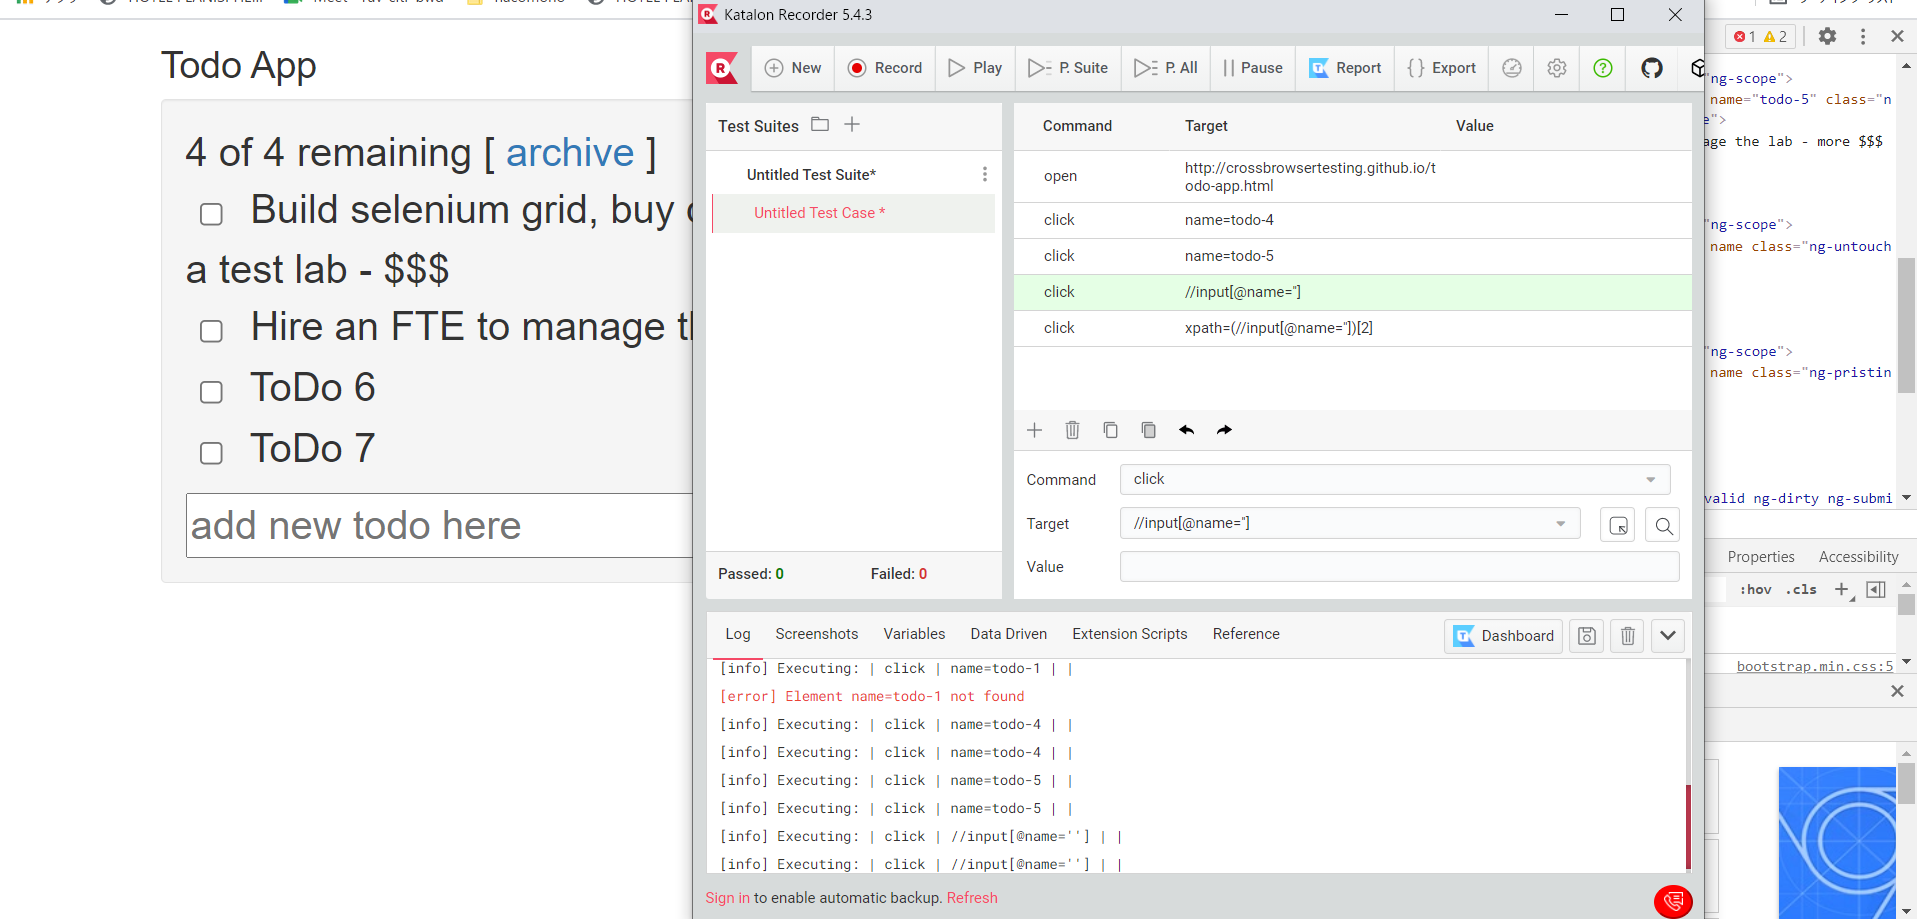 Katalon Recorder 5.4.3
Todo App
4 of 4 remaining [ archive ]
Build selenium grid, buy
a test lab - $$$
Hire an FTE to manage
ToDo 6
ToDo 7
add new todo here
New
Record
Play
P. Suite
P. All
Pause
Report
Export
Test Suites
Untitled Test Suite*
Untitled Test Case *
Passed: 0
Failed: 0
Command Target Value
open http://crossbrowsertesting.github.io/t
odo-app.html
click name=todo-4
click name=todo-5
click //input[@name='']
click xpath=(//input[@name=''])[2]
Command click
Target //input[@name='']
Value
Log Screenshots Variables Data Driven Extension Scripts Reference
Dashboard
[info] Executing: | click | name=todo-1 | |
[error] Element name=todo-1 not found
[info] Executing: | click | name=todo-4 | |
[info] Executing: | click | name=todo-4 | |
[info] Executing: | click | name=todo-5 | |
[info] Executing: | click | name=todo-5 | |
[info] Executing: | click | //input[@name=''] | |
[info] Executing: | click | //input[@name=''] | |
Sign in to enable automatic backup. Refresh
1 2
"ng-scope">
name="todo-5" class="n
">
age the lab - more $$$
"ng-scope">
name class="ng-untouch
"ng-scope">
name class="ng-pristin
valid ng-dirty ng-submi
Properties Accessibility
:hov .cls
bootstrap.min.css:5